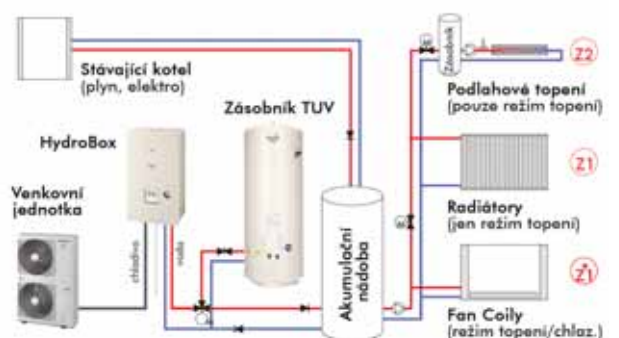 Stávající kotel
(plyn, elektro)
HydroBox
Zásobník TUV
Venkovní
jednotka
chladivo
voda
Akumulační
nádoba
Zásobník
Z2
Podlahové topení
(pouze režim topení)
Z1
Radiátory
(jen režim topení)
Z1
Fan Coily
(režim topení/chlaz.)